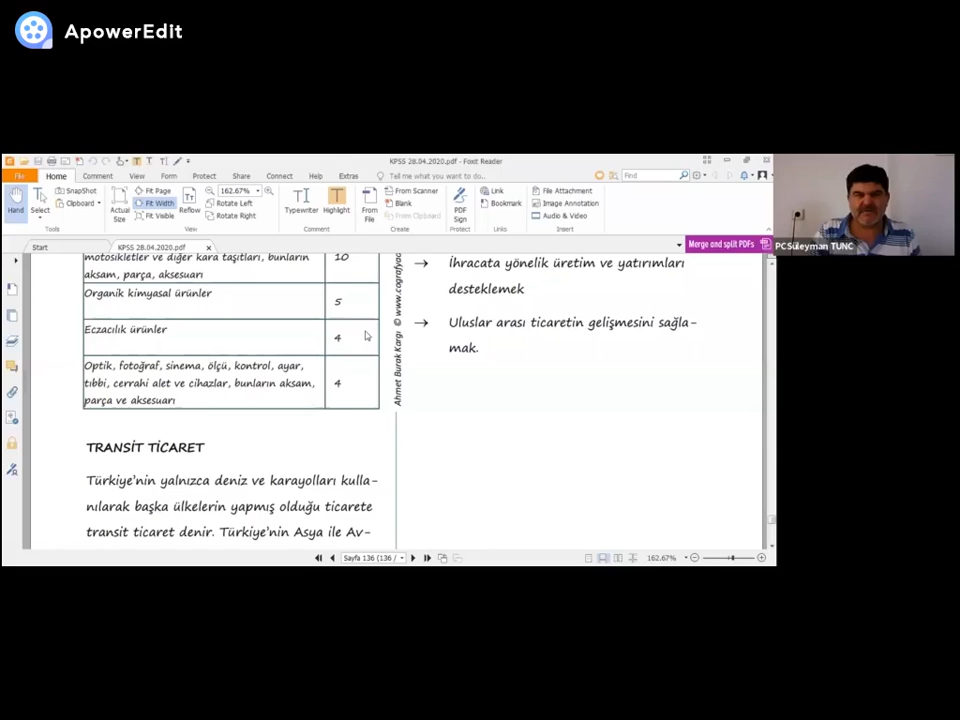 ApowerEdit
KPSS 28.04.2020.pdf - Foxit Reader
File Home Comment View Form Protect Share Connect Help Extras Tell me what you want to do.. Find
Hand
Select
SnapShot
Clipboard
Actual Size
Fit Page
Fit Width
Fit Visible
Reflow
162.67%
Rotate Left
Rotate Right
Typewriter
Highlight
From File
From Scanner
Blank
From Clipboard
PDF Sign
Link
Bookmark
File Attachment
Image Annotation
Audio & Video
Tools View Comment Create Protect Links Insert
Start KPSS 28.04.2020.pdf
Merge and split PDFs
PCSüleyman TUNC
motosikletler ve diğer kara taşıtları, bunların
aksam, parça, aksesuarı
10
Organik kimyasal ürünler
5
Eczacılık ürünler
4
Optik, fotoğraf, sinema, ölçü, kontrol, ayar,
tıbbi, cerrahi alet ve cihazlar, bunların aksam,
parça ve aksesuarı
4
TRANSİT TİCARET
Türkiye'nin yalnızca deniz ve karayolları kulla-
nılarak başka ülkelerin yapmış olduğu ticarete
transit ticaret denir. Türkiye'nin Asya ile Av-
Ahmet Burak Kargı © www.cografyac
→ İhracata yönelik üretim ve yatırımları
desteklemek
→ Uluslar arası ticaretin gelişmesini sağla-
mak.
Sayfa 136 (136 /
162.67%